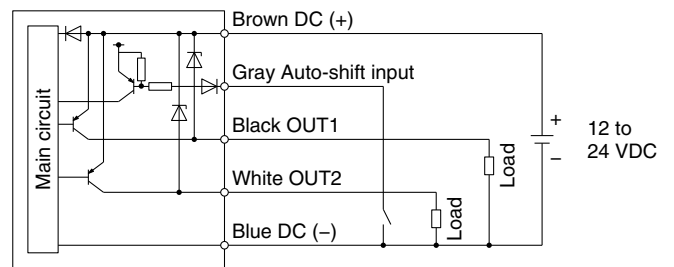 Brown DC (+)
Gray Auto-shift input
Black OUT1
White OUT2
Blue DC (−)
Main circuit
Load
Load
+
−
12 to
24 VDC